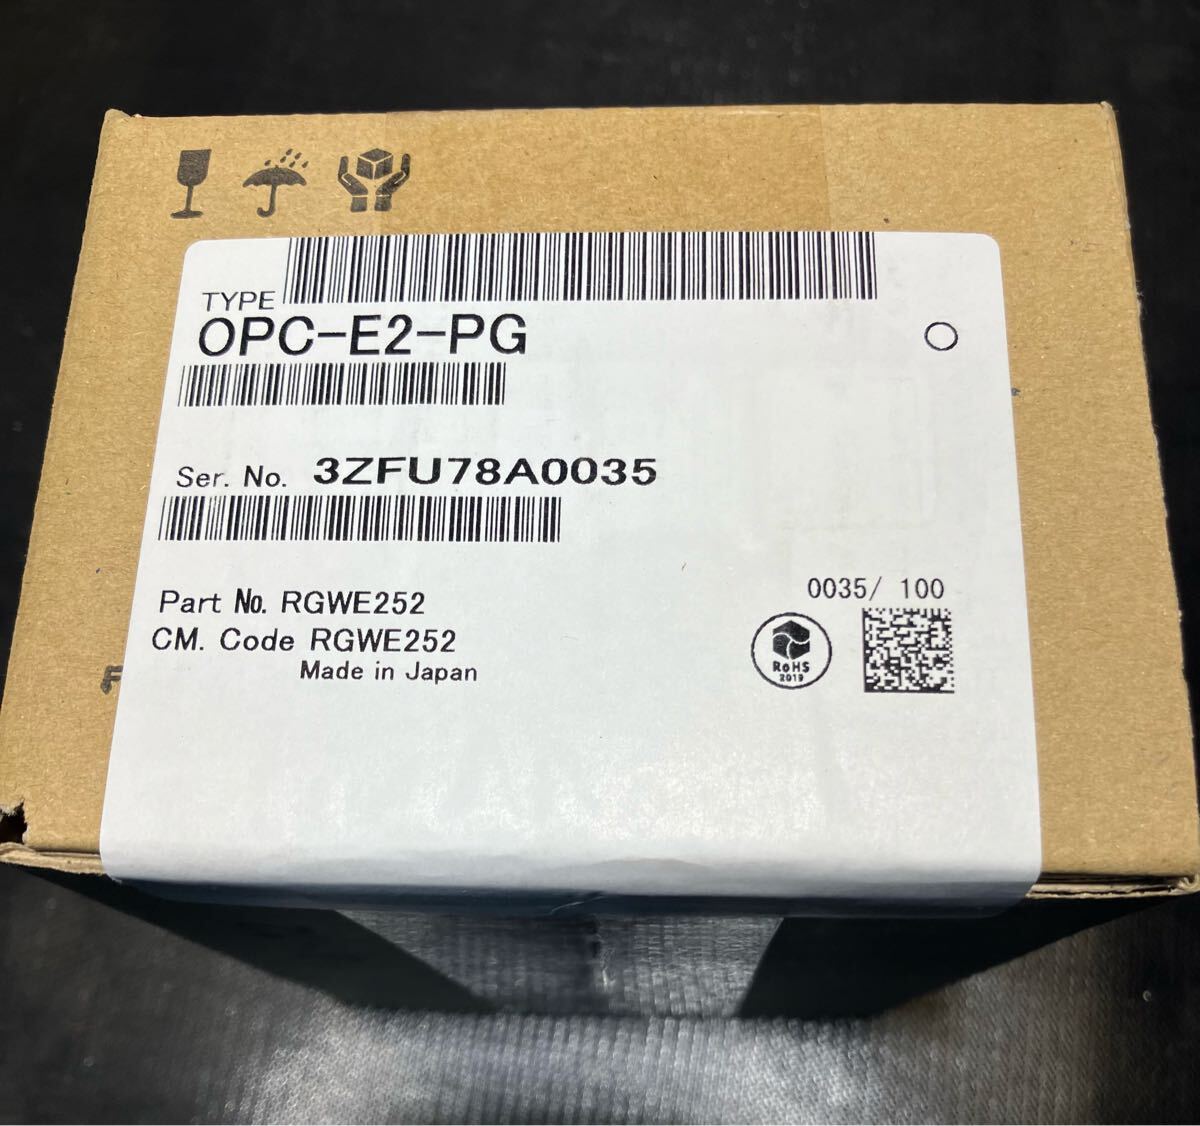 TYPE
OPC-E2-PG
Ser. No. 3ZFU78A0035
Part No. RGWE252
CM. Code RGWE252
Made in Japan
0035/ 100
RoHS
2019
F